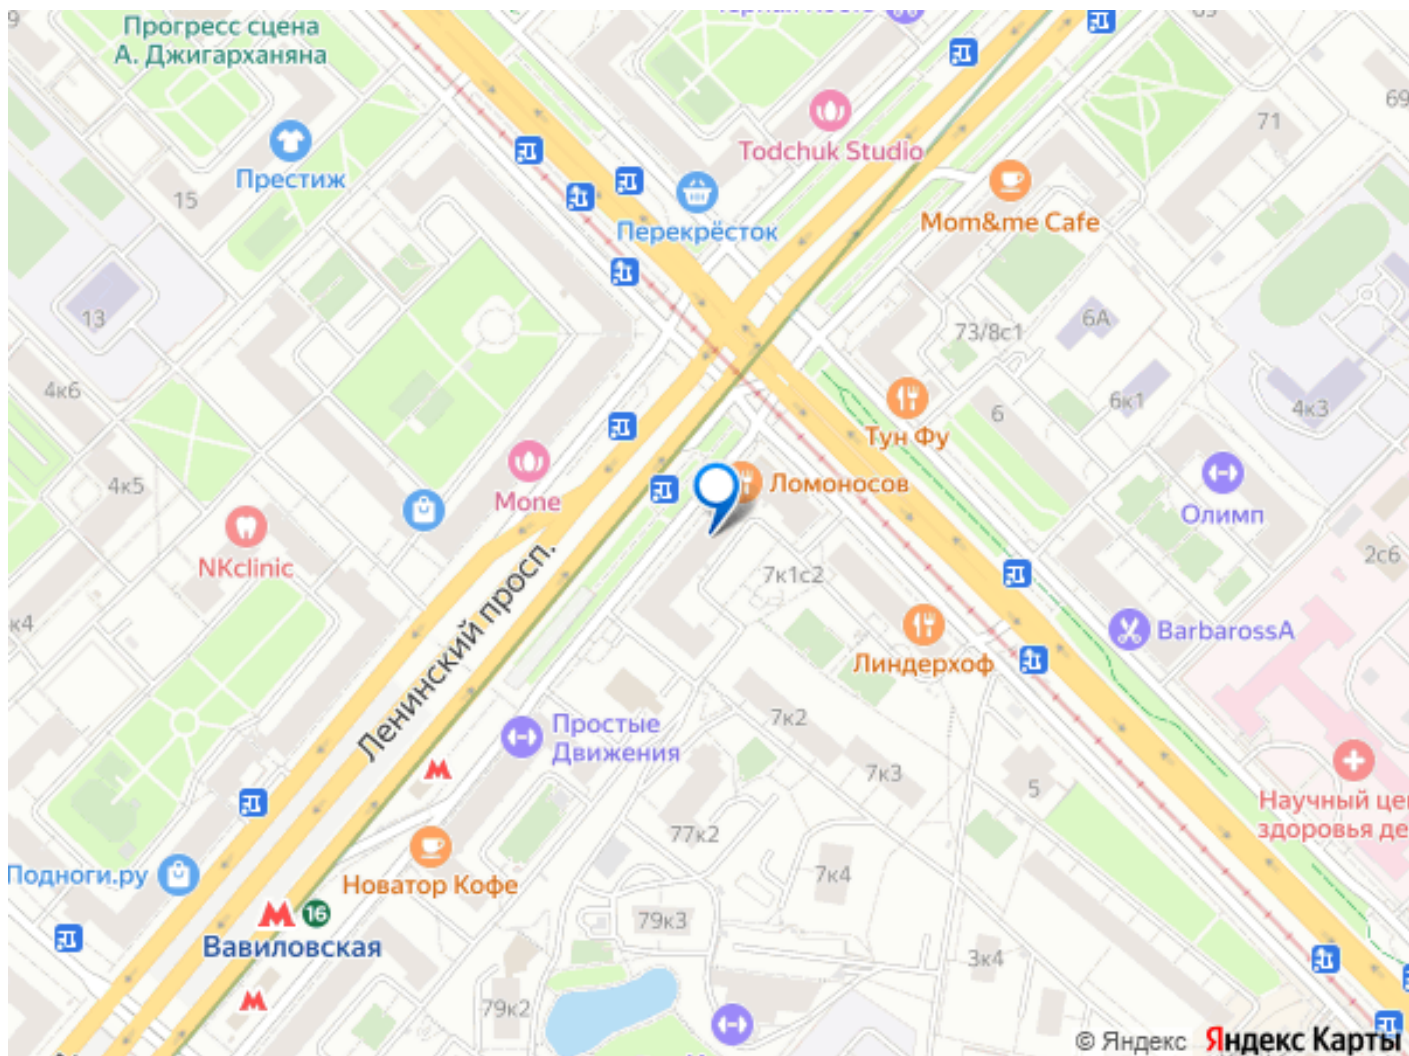 Прогресс сцена
А. Джигарханяна
Престиж
15
Todchuk Studio
Перекрёсток
Mom&me Cafe
71
69
13
73/8с1
6А
4к6
6
6к1
4к3
Тун Фу
4к5
Mone
Ломоносов
Олимп
NKclinic
Ленинский просп.
7к1с2
2с6
к4
Линдерхоф
BarbarossA
Простые
Движения
7к2
7к3
5
Научный це
здоровья де
77к2
Подноги.ру
Новатор Кофе
7к4
16
Вавиловская
79к3
3к4
79к2
© Яндекс Яндекс Карты